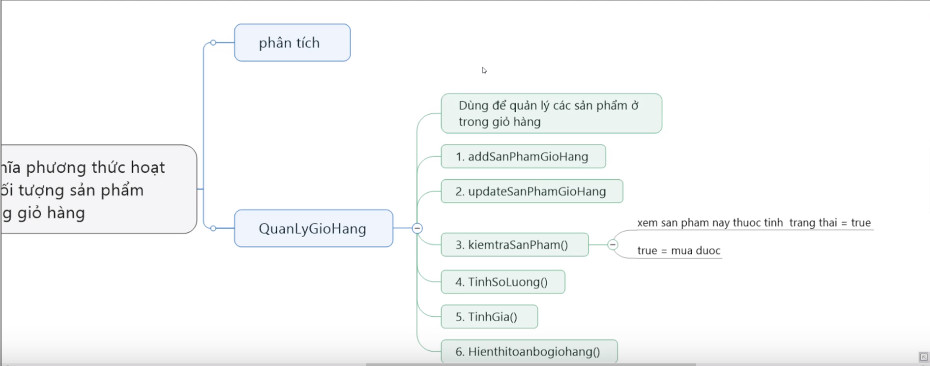 phân tích
Dùng để quản lý các sản phẩm ở
trong giỏ hàng
1. addSanPhamGioHang
phương thức hoạt
tượng sản phẩm
giỏ hàng
2. updateSanPhamGioHang
QuanLyGioHang
xem san pham nay thuoc tinh trang thai = true
3. kiemtraSanPham()
true = mua duoc
4. TinhSoLuong()
5. TinhGia()
6. Hienthitoanbogiohang()